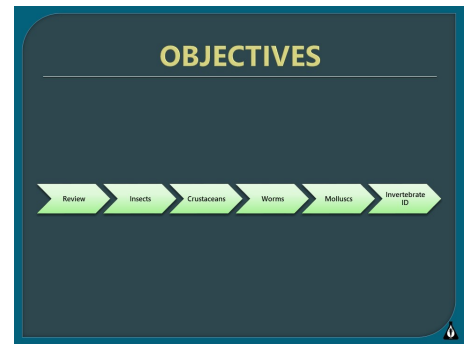 OBJECTIVES
Review
Insects
Crustaceans
Worms
Molluscs
Invertebrate
ID